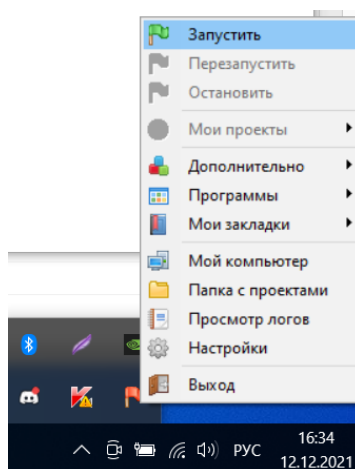 Запустить
Перезапустить
Остановить
Мои проекты
Дополнительно
Программы
Мои закладки
Мой компьютер
Папка с проектами
Просмотр логов
Настройки
Выход
РУС
16:34
12.12.2021